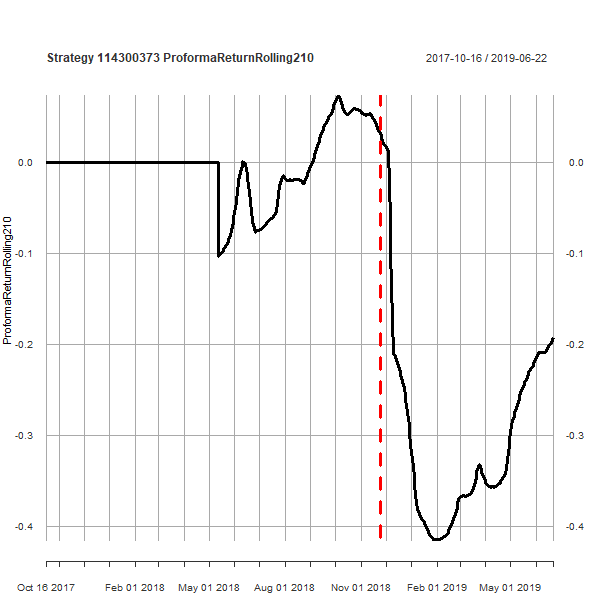 Strategy 114300373 ProformaReturnRolling210
2017-10-16 / 2019-06-22
0.0 0.0
-0.1 -0.1
-0.2 -0.2
-0.3 -0.3
-0.4 -0.4
ProformaReturnRolling210
Oct 16 2017 Feb 01 2018 May 01 2018 Aug 01 2018 Nov 01 2018 Feb 01 2019 May 01 2019